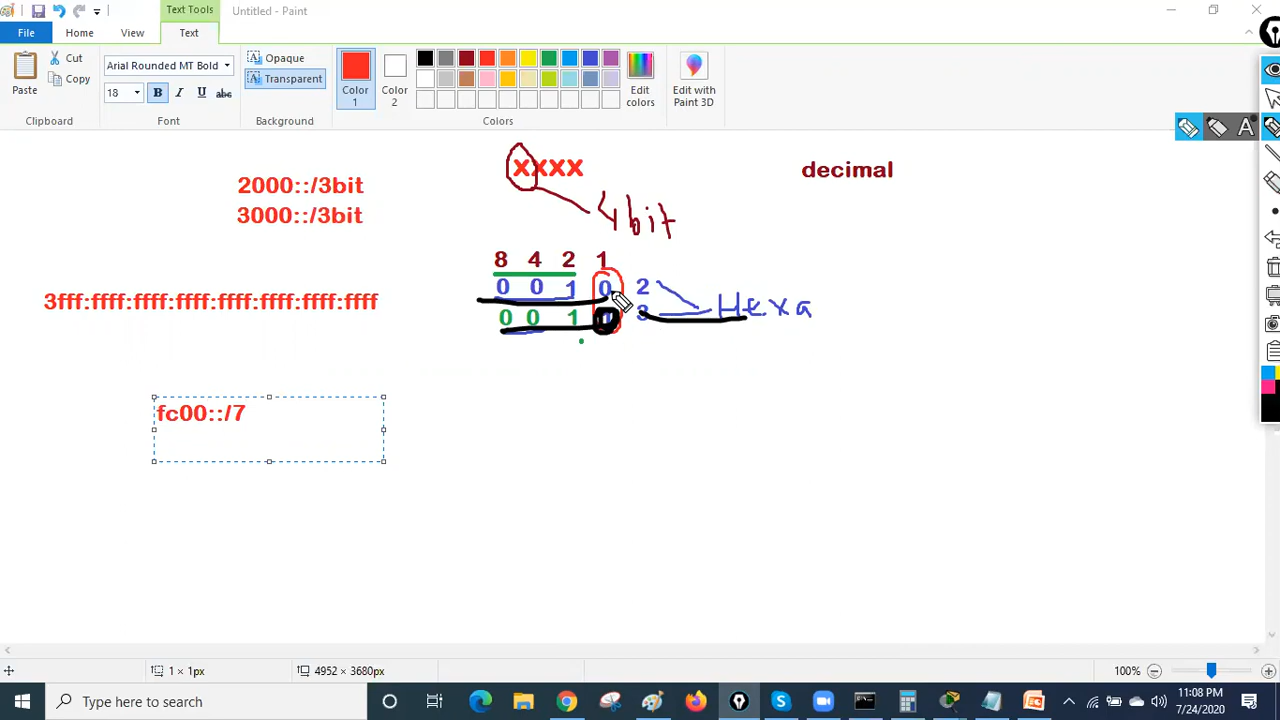 Text Tools
Untitled - Paint
File
Home
View
Text
Paste
Cut
Copy
Clipboard
Arial Rounded MT Bold
18
B I U abc
Font
Opaque
Transparent
Background
Color 1
Color 2
Edit colors
Edit with Paint 3D
Colors
A
2000::/3bit
3000::/3bit
xxxx
decimal
4bit
8 4 2 1
0 0 1 0 2
0 0 1 1 3
Hexa
3fff:ffff:ffff:ffff:ffff:ffff:ffff:ffff
fc00::/7
1 × 1px
4952 × 3680px
100%
Type here to search
11:08 PM
7/24/2020